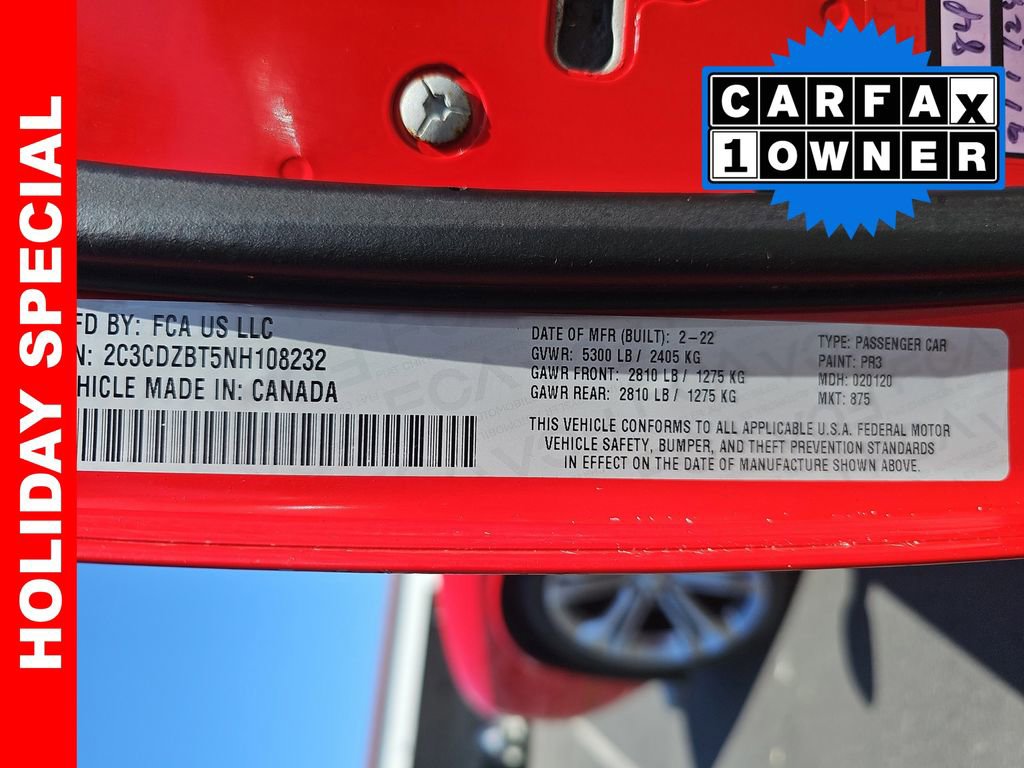 HOLIDAY SPECIAL
CARFAX
1 OWNER
84
FD BY: FCA US LLC
N: 2C3CDZBT5NH108232
HICLE MADE IN: CANADA
DATE OF MFR (BUILT): 2-22
GVWR: 5300 LB / 2405 KG
GAWR FRONT: 2810 LB / 1275 KG
GAWR REAR: 2810 LB / 1275 KG
TYPE: PASSENGER CAR
PAINT: PR3
MDH: 020120
MKT: 875
THIS VEHICLE CONFORMS TO ALL APPLICABLE U.S.A. FEDERAL MOTOR
VEHICLE SAFETY, BUMPER, AND THEFT PREVENTION STANDARDS
IN EFFECT ON THE DATE OF MANUFACTURE SHOWN ABOVE.